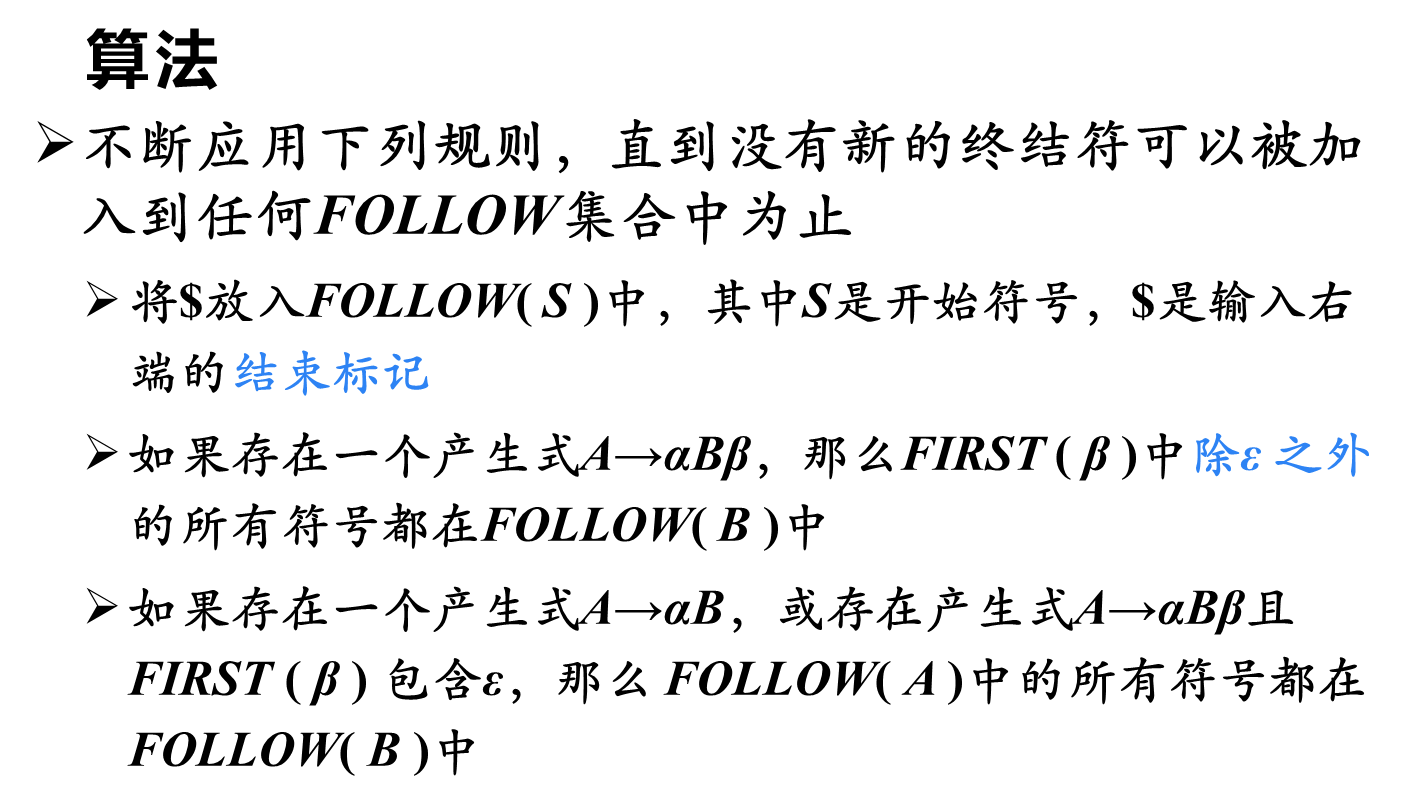 算法
➢不断应用下列规则，直到没有新的终结符可以被加
入到任何FOLLOW集合中为止
➢将$放入FOLLOW( S )中，其中S是开始符号，$是输入右
端的结束标记
➢如果存在一个产生式A→αBβ，那么FIRST ( β )中除ε 之外
的所有符号都在FOLLOW( B )中
➢如果存在一个产生式A→αB，或存在产生式A→αBβ且
FIRST ( β ) 包含ε，那么 FOLLOW( A )中的所有符号都在
FOLLOW( B )中